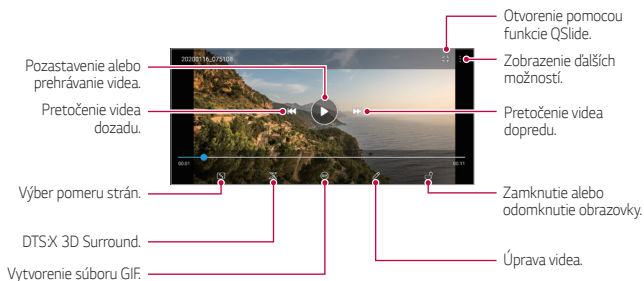 Otvorenie pomocou
funkcie QSlide.
20200116_075108
Zobrazenie ďalších
možností.
Pozastavenie alebo
prehrávanie videa.
Pretočenie videa
dozadu.
Pretočenie videa
dopredu.
00:01
00:11
Výber pomeru strán.
Zamknutie alebo
odomknutie obrazovky.
DTS:X 3D Surround.
Úprava videa.
Vytvorenie súboru GIF.